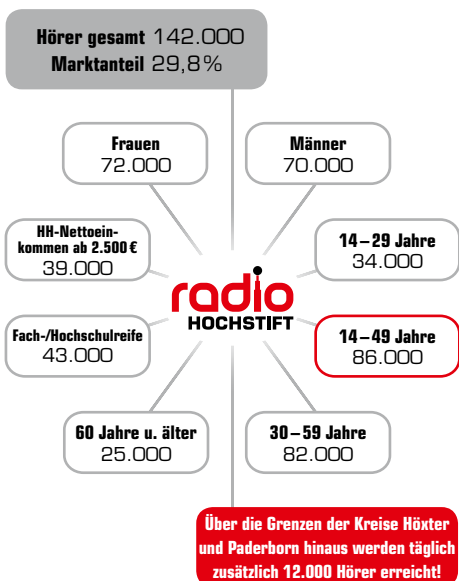 Hörer gesamt 142.000
Marktanteil 29,8%
Frauen
72.000
Männer
70.000
HH-Nettoein-
kommen ab 2.500 €
39.000
14–29 Jahre
34.000
radio
HOCHSTIFT
Fach-/Hochschulreife
43.000
14–49 Jahre
86.000
60 Jahre u. älter
25.000
30–59 Jahre
82.000
Über die Grenzen der Kreise Höxter
und Paderborn hinaus werden täglich
zusätzlich 12.000 Hörer erreicht!